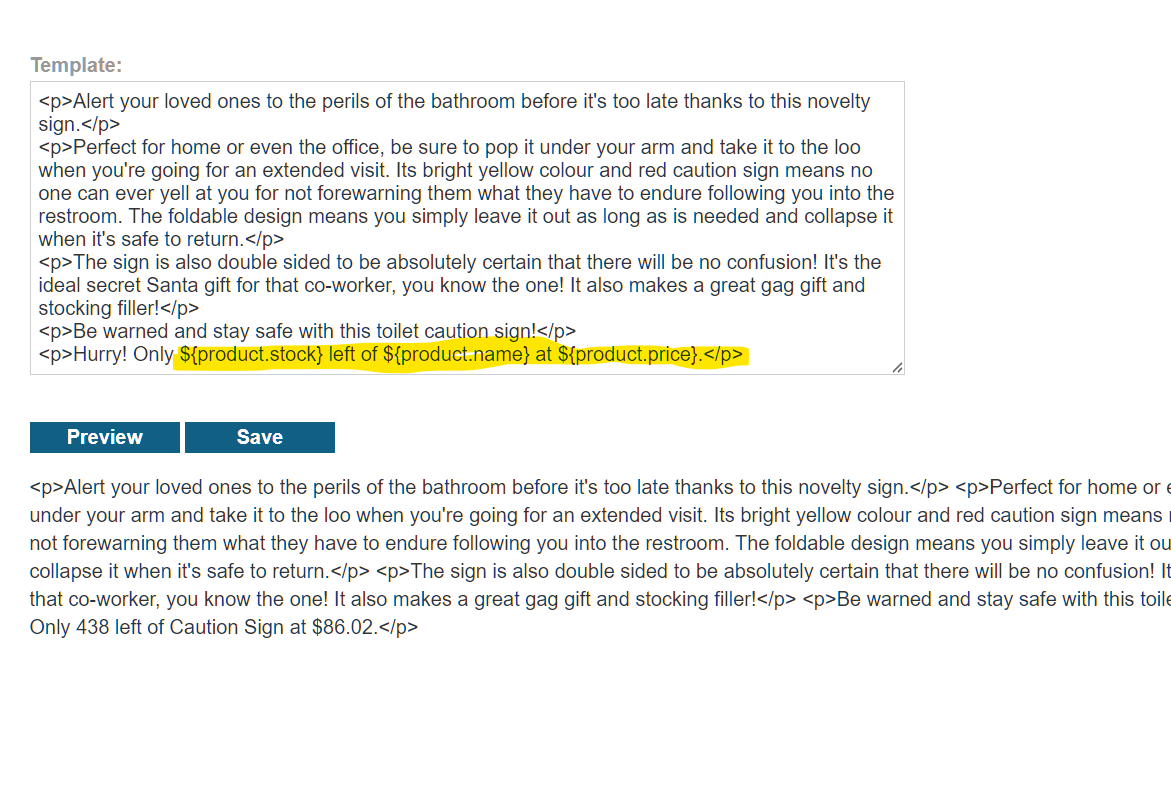 Template:
<p>Alert your loved ones to the perils of the bathroom before it's too late thanks to this novelty
sign.</p>
<p>Perfect for home or even the office, be sure to pop it under your arm and take it to the loo
when you're going for an extended visit. Its bright yellow colour and red caution sign means no
one can ever yell at you for not forewarning them what they have to endure following you into the
restroom. The foldable design means you simply leave it out as long as is needed and collapse it
when it's safe to return.</p>
<p>The sign is also double sided to be absolutely certain that there will be no confusion! It's the
ideal secret Santa gift for that co-worker, you know the one! It also makes a great gag gift and
stocking filler!</p>
<p>Be warned and stay safe with this toilet caution sign!</p>
<p>Hurry! Only ${product.stock} left of ${product.name} at ${product.price}.</p>
Preview Save
<p>Alert your loved ones to the perils of the bathroom before it's too late thanks to this novelty sign.</p> <p>Perfect for home or
under your arm and take it to the loo when you're going for an extended visit. Its bright yellow colour and red caution sign means
not forewarning them what they have to endure following you into the restroom. The foldable design means you simply leave it ou
collapse it when it's safe to return.</p> <p>The sign is also double sided to be absolutely certain that there will be no confusion! It
that co-worker, you know the one! It also makes a great gag gift and stocking filler!</p> <p>Be warned and stay safe with this toile
Only 438 left of Caution Sign at $86.02.</p>